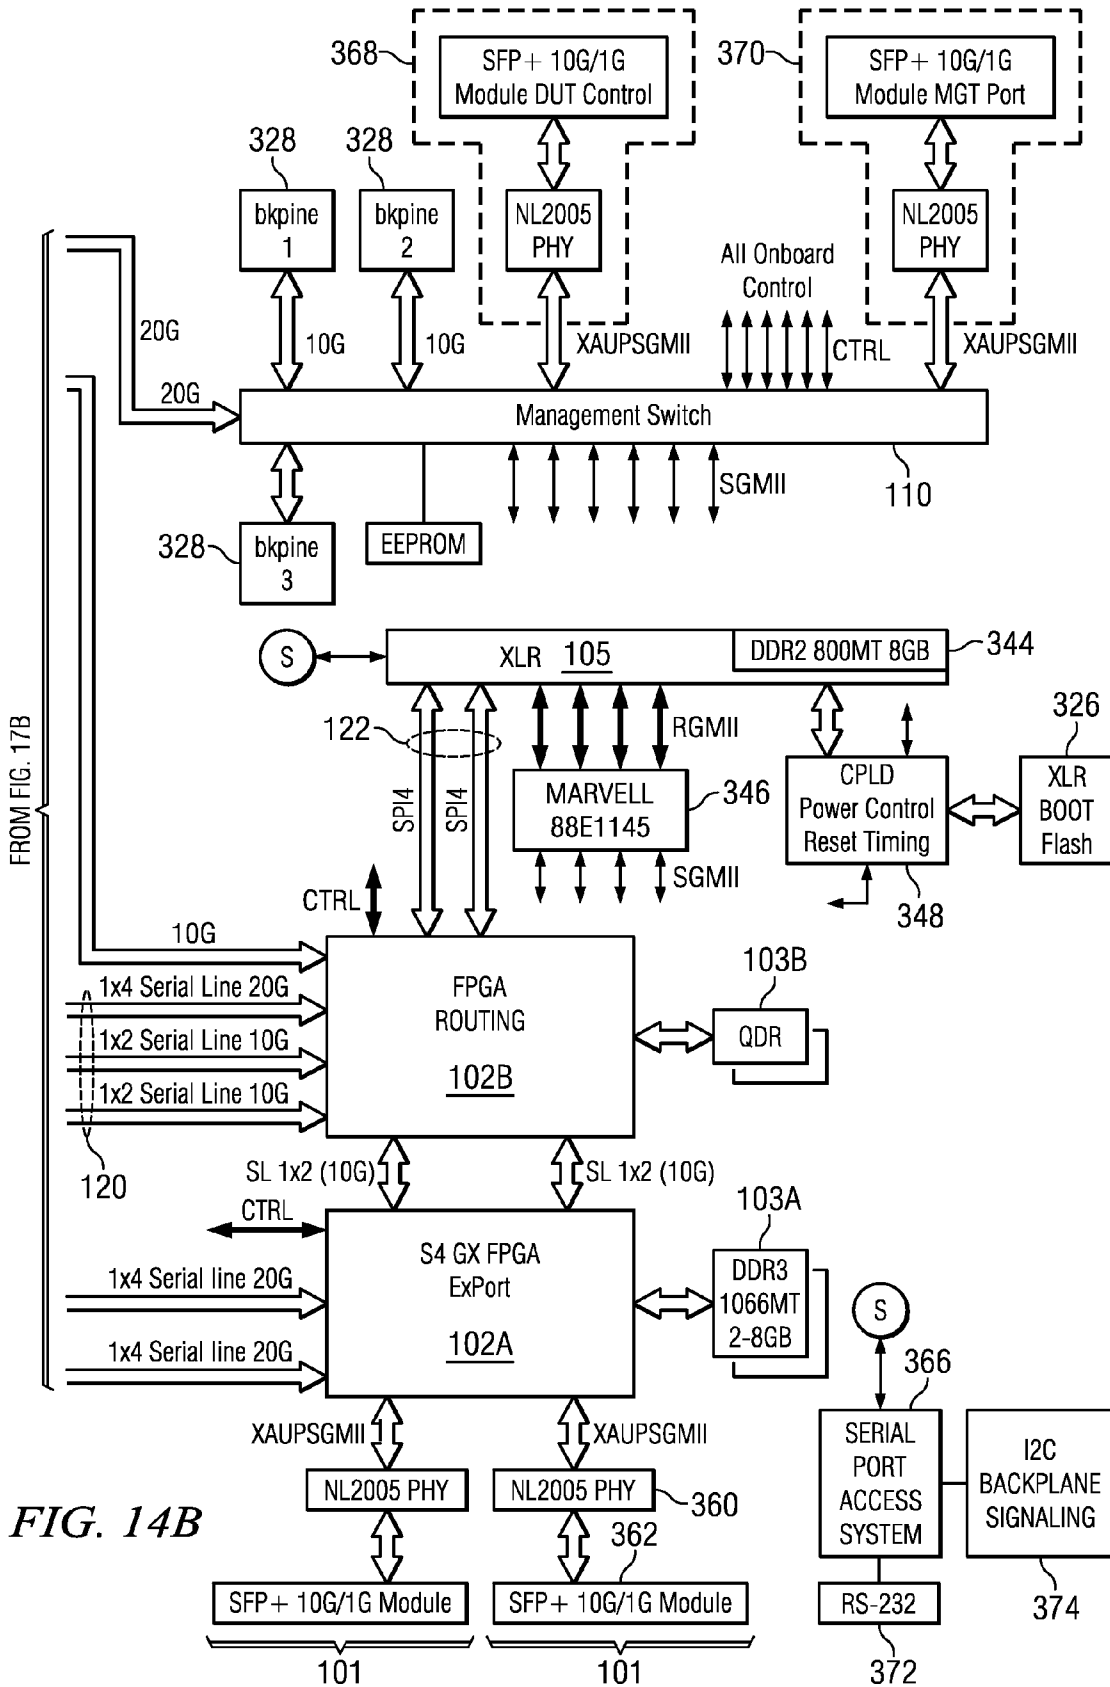 368
SFP+ 10G/1G
Module DUT Control
370
SFP+ 10G/1G
Module MGT Port
328
328
bkpine
1
bkpine
2
NL2005
PHY
NL2005
PHY
All Onboard
Control
20G
10G
10G
XAUPSGMII
CTRL
XAUPSGMII
20G
Management Switch
SGMII
110
328
bkpine
3
EEPROM
S
XLR 105
DDR2 800MT 8GB
344
122
RGMII
326
FROM FIG. 17B
SPI4
SPI4
MARVELL
88E1145
346
CPLD
Power Control
Reset Timing
XLR
BOOT
Flash
SGMII
CTRL
348
10G
1x4 Serial Line 20G
1x2 Serial Line 10G
1x2 Serial Line 10G
FPGA
ROUTING
102B
103B
QDR
120
SL 1x2 (10G)
SL 1x2 (10G)
CTRL
103A
S4 GX FPGA
ExPort
102A
DDR3
1066MT
2-8GB
1x4 Serial line 20G
1x4 Serial line 20G
S
366
XAUPSGMII
XAUPSGMII
SERIAL
PORT
ACCESS
SYSTEM
I2C
BACKPLANE
SIGNALING
NL2005 PHY
NL2005 PHY
360
FIG. 14B
362
SFP+ 10G/1G Module
SFP+ 10G/1G Module
RS-232
374
101
101
372